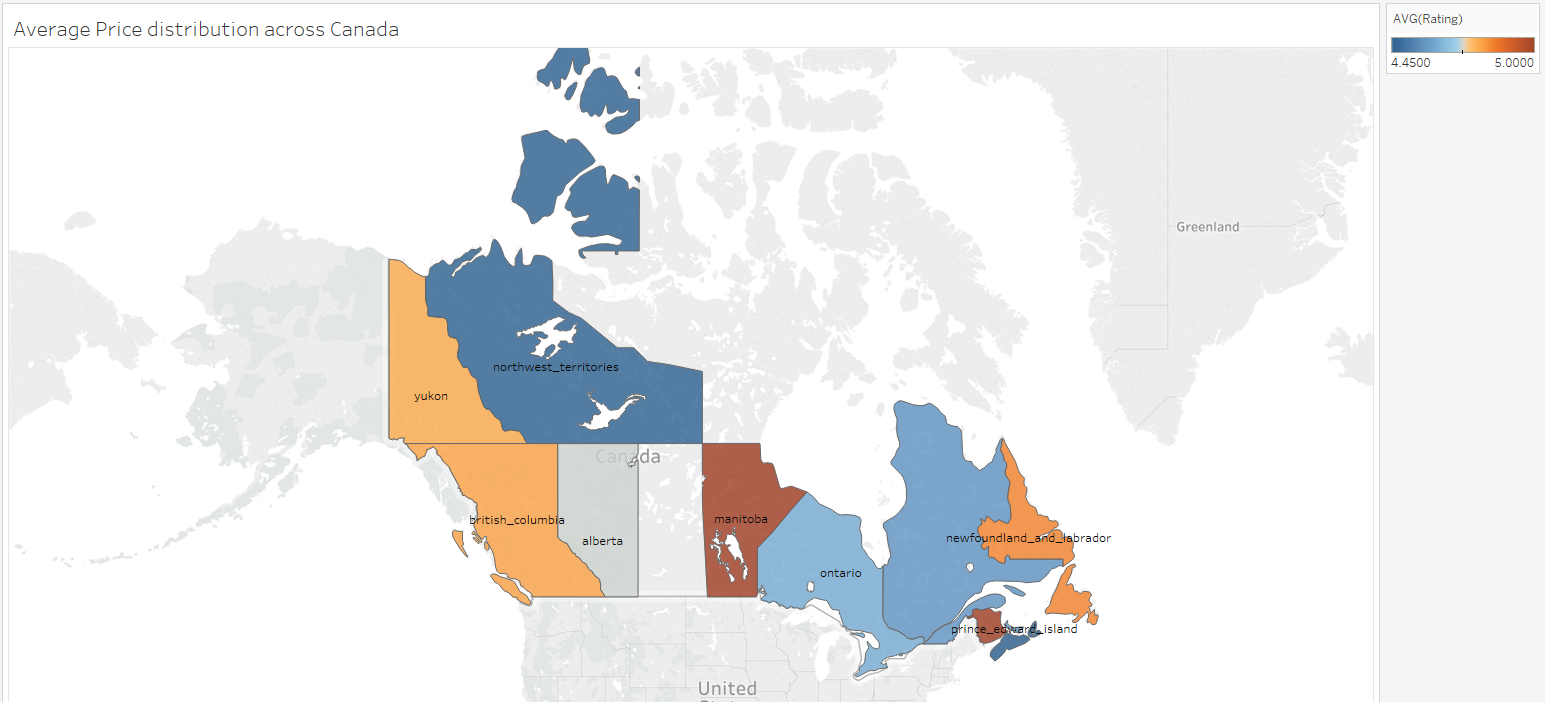 Average Price distribution across Canada
AVG(Rating)
4.4500 5.0000
Greenland
northwest_territories
yukon
Canada
british_columbia
manitoba
alberta
newfoundland_and_labrador
ontario
prince_edward_island
United